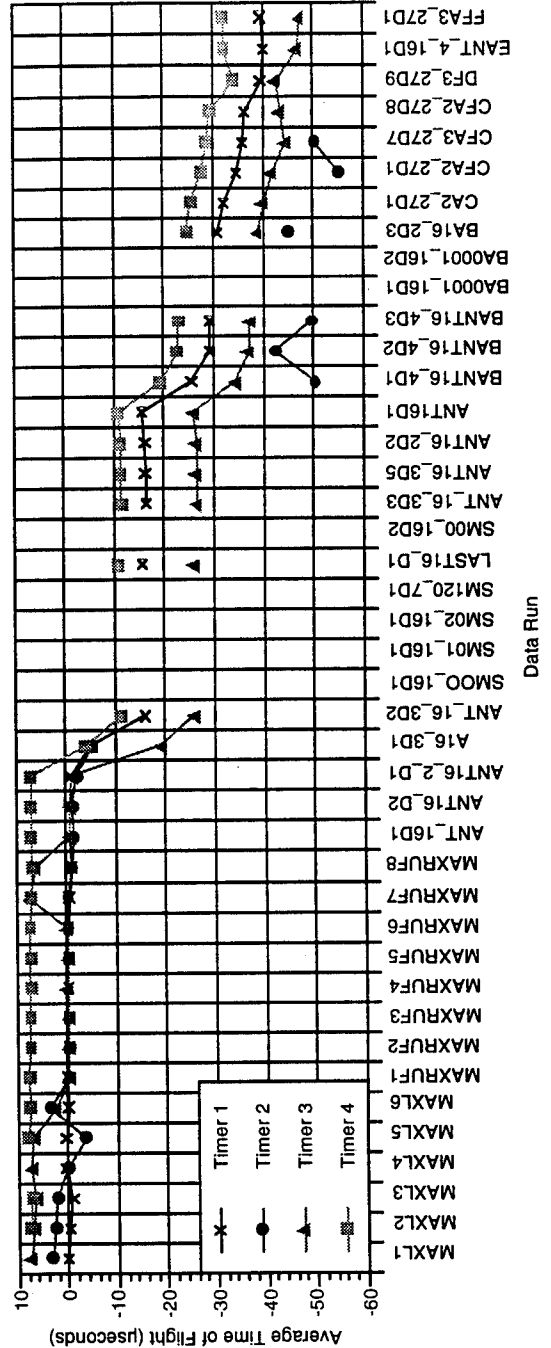 Average Time of Flight (µseconds)
10
0
-10
-20
-30
-40
-50
-60
Timer 1
Timer 2
Timer 3
Timer 4
MAXL1
MAXL2
MAXL3
MAXL4
MAXL5
MAXL6
MAXRUF1
MAXRUF2
MAXRUF3
MAXRUF4
MAXRUF5
MAXRUF6
MAXRUF7
MAXRUF8
ANT_16D1
ANT16_D2
ANT16_2_D1
A16_3D1
ANT_16_3D2
SMOO_16D1
SM01_16D1
SM02_16D1
SM120_7D1
LAST16_D1
SM00_16D2
ANT_16_3D3
ANT16_3D5
ANT16_2D2
ANT16D1
BANT16_4D1
BANT16_4D2
BANT16_4D3
BA0001_16D1
BA0001_16D2
BA16_2D3
CA2_27D1
CFA2_27D1
CFA3_27D7
CFA2_27D8
DF3_27D9
EANT_4_16D1
FFA3_27D1
Data Run